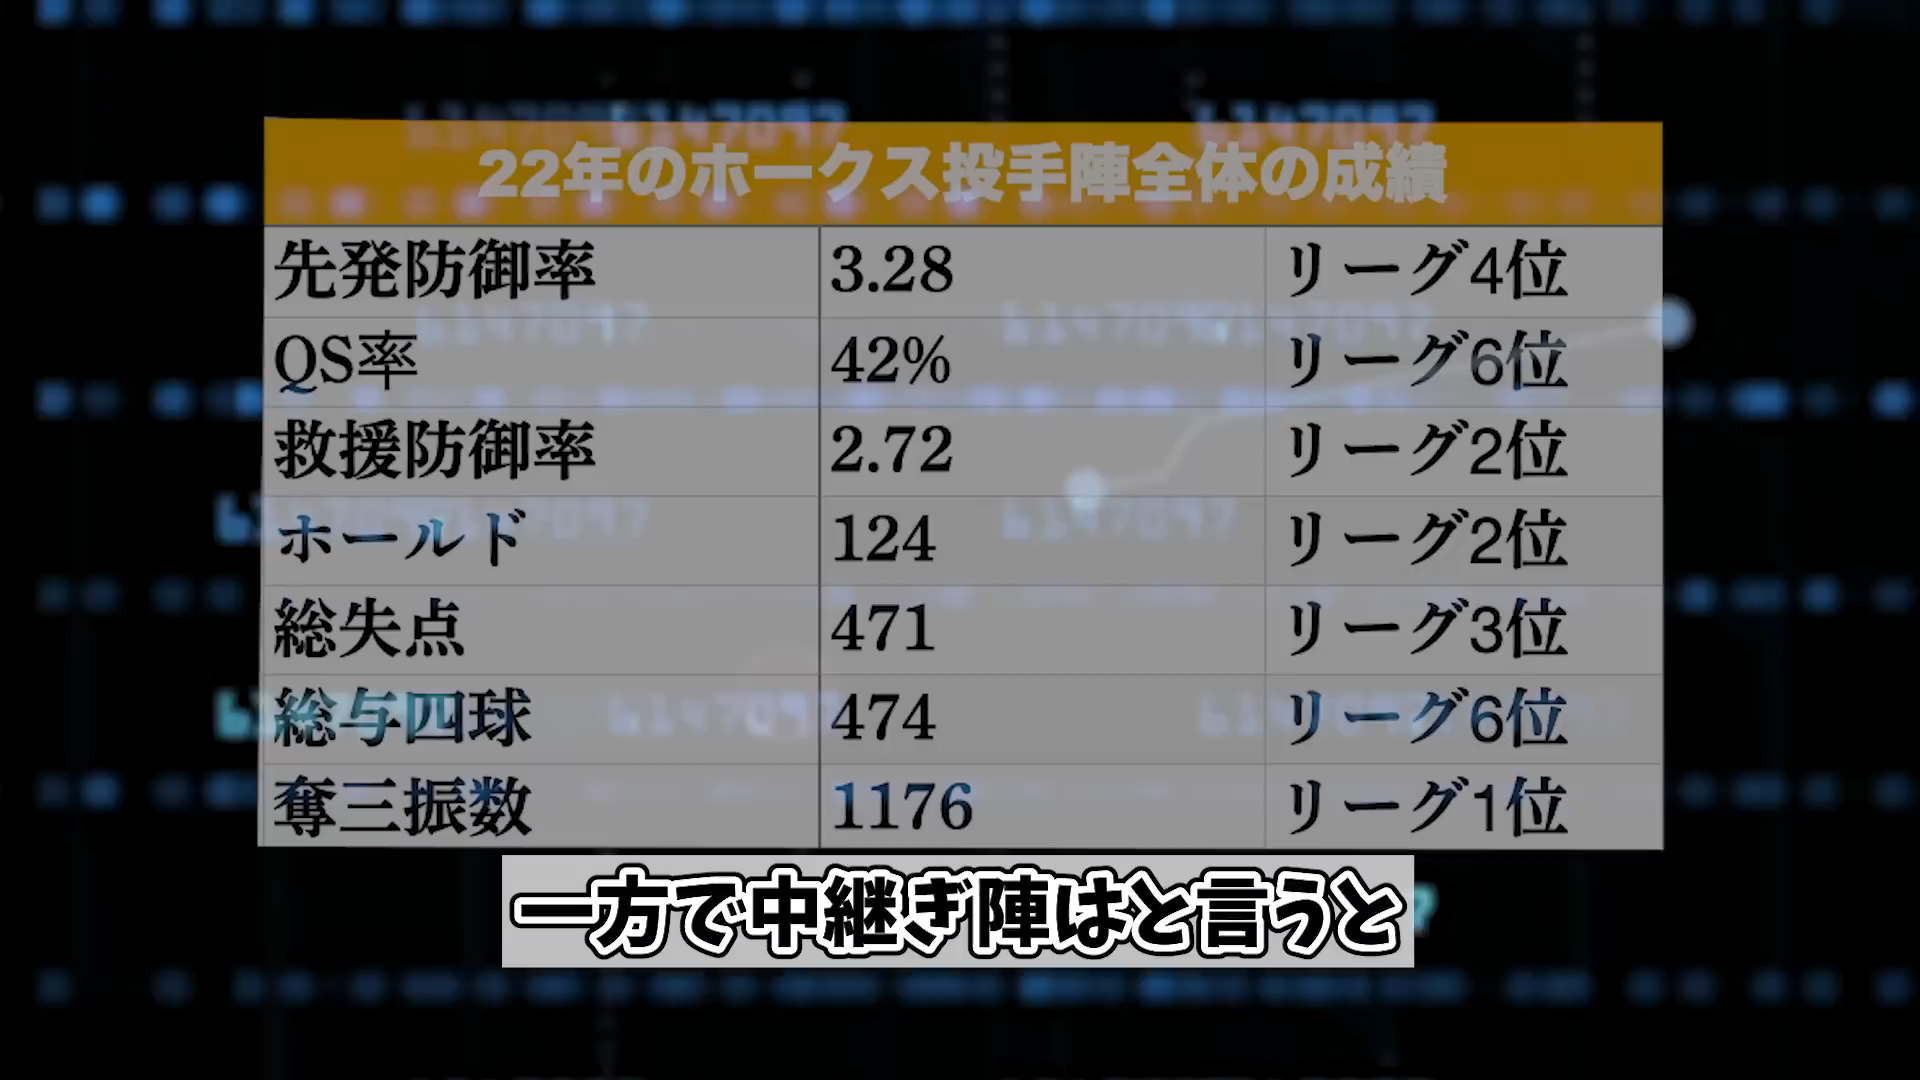 22年のホークス投手陣全体の成績
先発防御率 3.28 リーグ4位
QS率 42% リーグ6位
救援防御率 2.72 リーグ2位
ホールド 124 リーグ2位
総失点 471 リーグ3位
総与四球 474 リーグ6位
奪三振数 1176 リーグ1位
一方で中継ぎ陣はと言うと